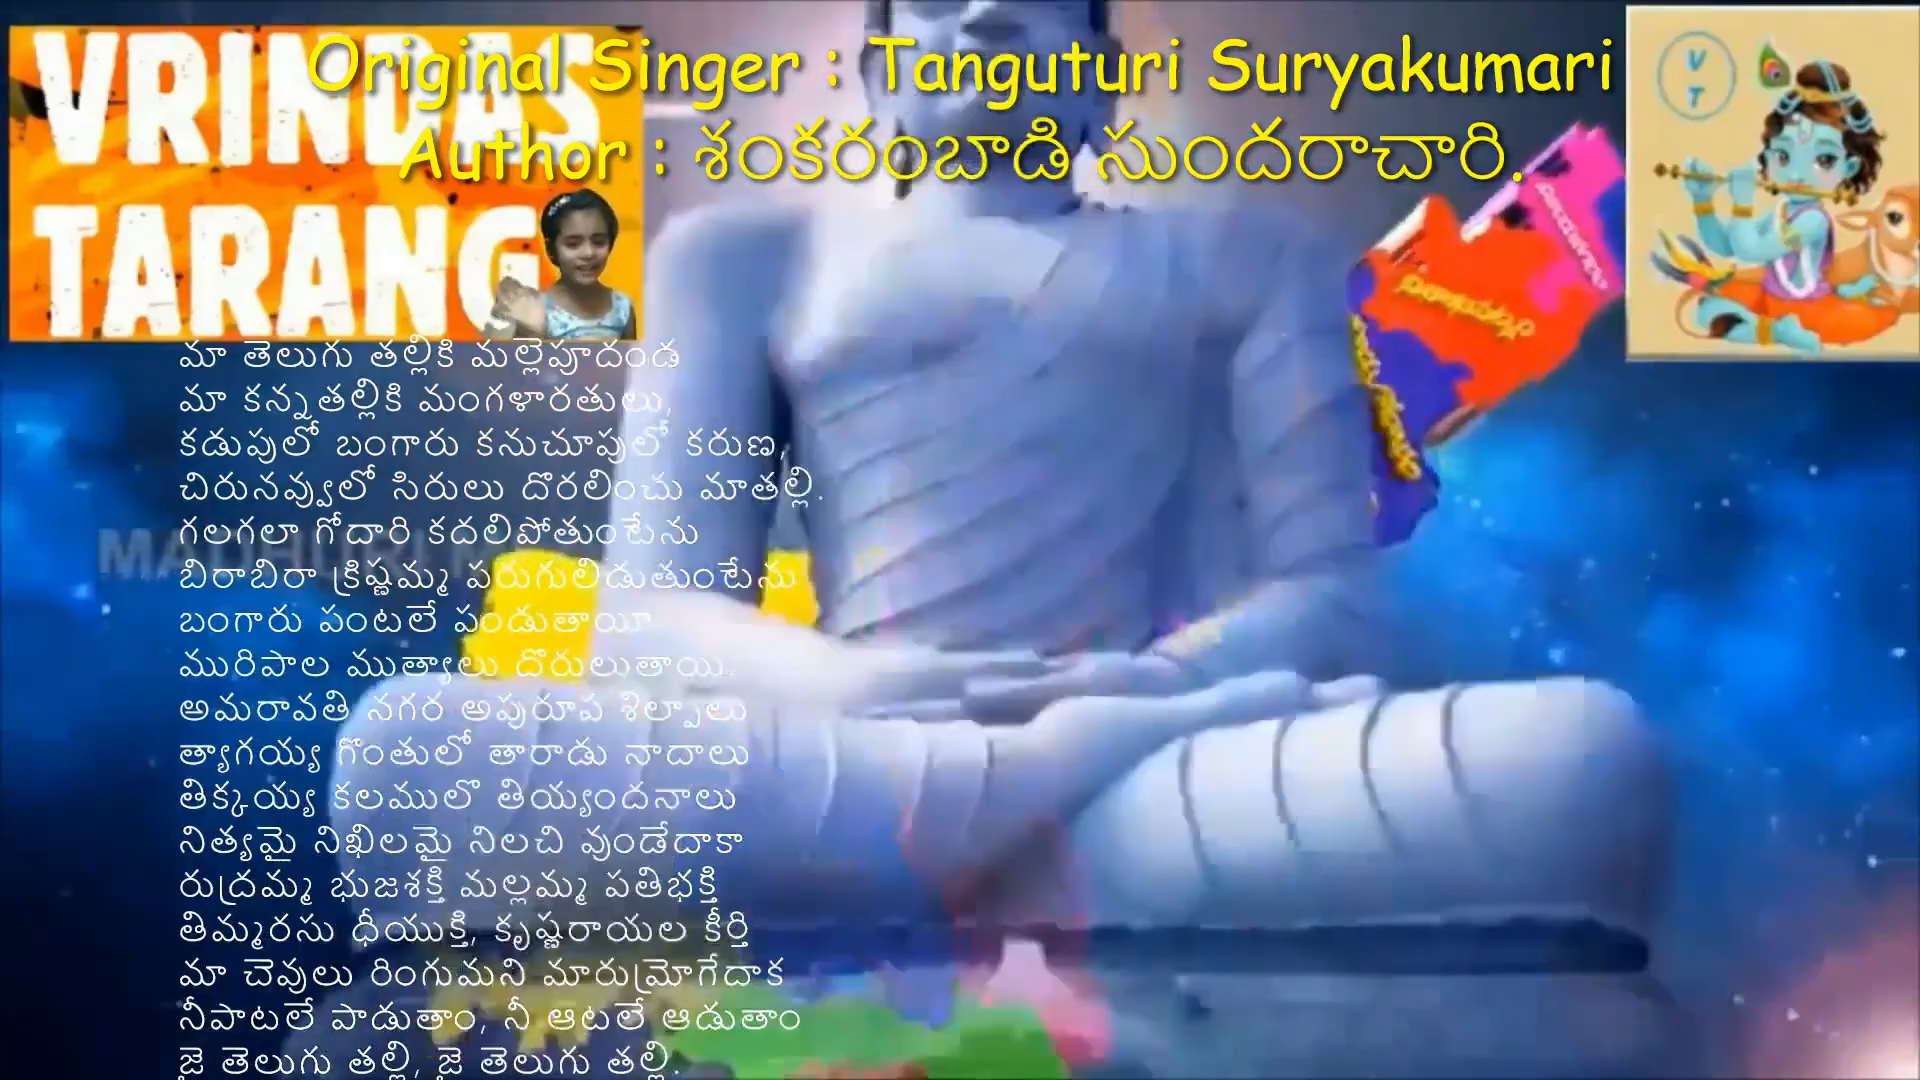 VRINDAS
TARANG
Original Singer : Tanguturi Suryakumari
Author : శంకరంబాడి సుందరాచారి.
V
T
మా తెలుగు తల్లికి మల్లెపూదండ
మా కన్నతల్లికి మంగళారతులు,
కడుపులో బంగారు కనుచూపులో కరుణ,
చిరునవ్వులో సిరులు దొరలించు మాతల్లి.
గలగలా గోదారి కదలిపోతుంటేను
బిరాబిరా క్రిష్ణమ్మ పరుగులిడుతుంటేను
బంగారు పంటలే పండుతాయీ
మురిపాల ముత్యాలు దొరులుతాయి.
అమరావతి నగర అపురూప శిల్పాలు
త్యాగయ్య గొంతులో తారాడు నాదాలు
తిక్కయ్య కలములొ తియ్యందనాలు
నిత్యమై నిఖిలమై నిలచి వుండేదాకా
రుద్రమ్మ భుజశక్తి మల్లమ్మ పతిభక్తి
తిమ్మరసు ధీయుక్తి, కృష్ణరాయల కీర్తి
మా చెవులు రింగుమని మారుమ్రోగేదాక
నీపాటలే పాడుతాం, నీ ఆటలే ఆడుతాం
జై తెలుగు తల్లి, జై తెలుగు తల్లి.